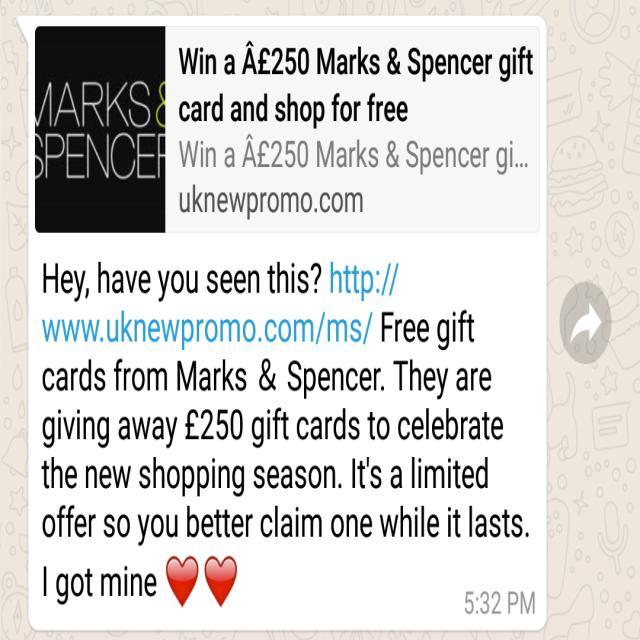 MARKS &
SPENCER
Win a Â£250 Marks & Spencer gift
card and shop for free
Win a Â£250 Marks & Spencer gi...
uknewpromo.com
Hey, have you seen this? http://
www.uknewpromo.com/ms/ Free gift
cards from Marks & Spencer. They are
giving away £250 gift cards to celebrate
the new shopping season. It's a limited
offer so you better claim one while it lasts.
I got mine ❤️❤️
5:32 PM